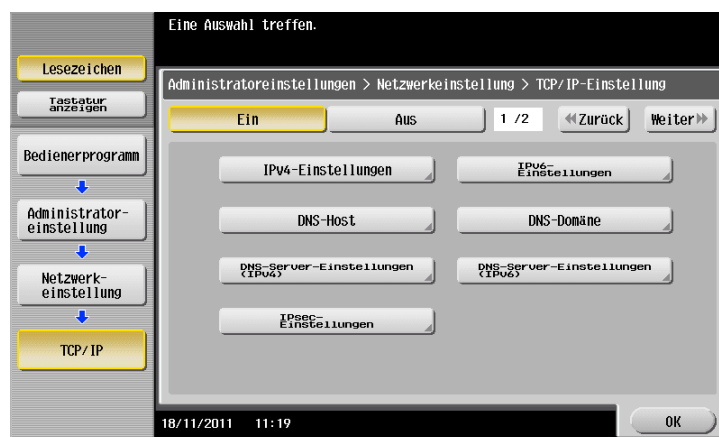 Eine Auswahl treffen.
Lesezeichen
Tastatur
anzeigen
Bedienerprogramm
Administrator-
einstellung
Netzwerk-
einstellung
TCP/IP
Administratoreinstellungen > Netzwerkeinstellung > TCP/IP-Einstellung
Ein
Aus
1 /2
Zurück
Weiter
IPv4-Einstellungen
IPv6-
Einstellungen
DNS-Host
DNS-Domäne
DNS-Server-Einstellungen
(IPv4)
DNS-Server-Einstellungen
(IPv6)
IPsec-
Einstellungen
18/11/2011 11:19
OK